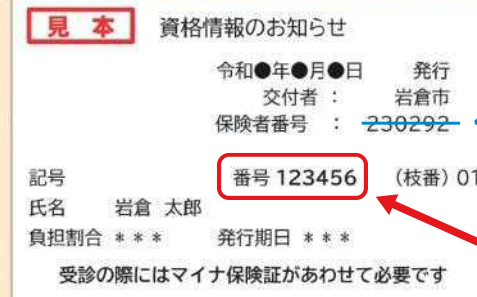 見 本 資格情報のお知らせ
令和●年●月●日 発行
交付者 : 岩倉市
保険者番号 : 230292
記号 番号 123456 (枝番) 01
氏名 岩倉 太郎
負担割合 * * * 発行期日 * * *
受診の際にはマイナ保険証があわせて必要です